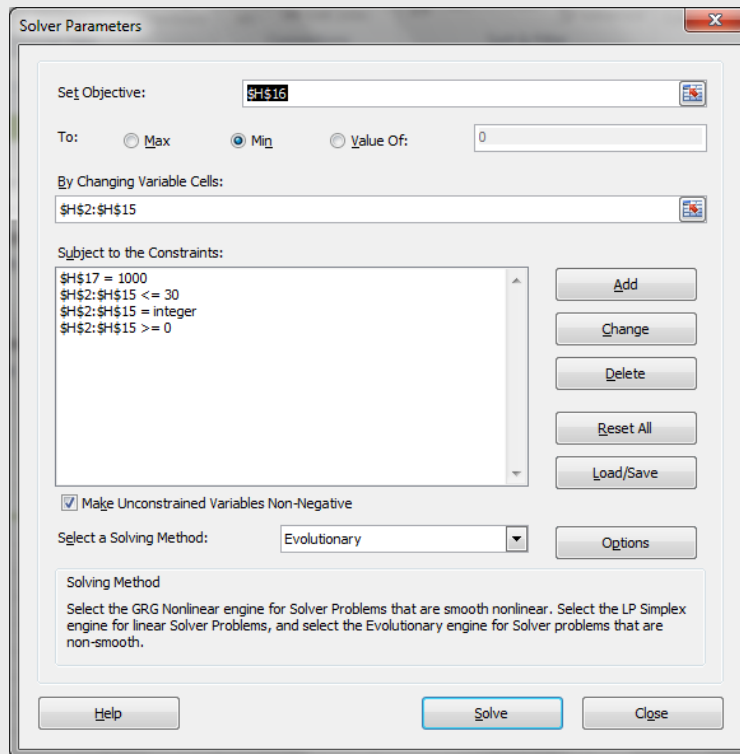 Solver Parameters
Set Objective:
$H$16
To:
Max
Min
Value Of:
0
By Changing Variable Cells:
$H$2:$H$15
Subject to the Constraints:
$H$17 = 1000
$H$2:$H$15 <= 30
$H$2:$H$15 = integer
$H$2:$H$15 >= 0
Add
Change
Delete
Reset All
Load/Save
Make Unconstrained Variables Non-Negative
Select a Solving Method:
Evolutionary
Options
Solving Method
Select the GRG Nonlinear engine for Solver Problems that are smooth nonlinear. Select the LP Simplex
engine for linear Solver Problems, and select the Evolutionary engine for Solver problems that are
non-smooth.
Help
Solve
Close